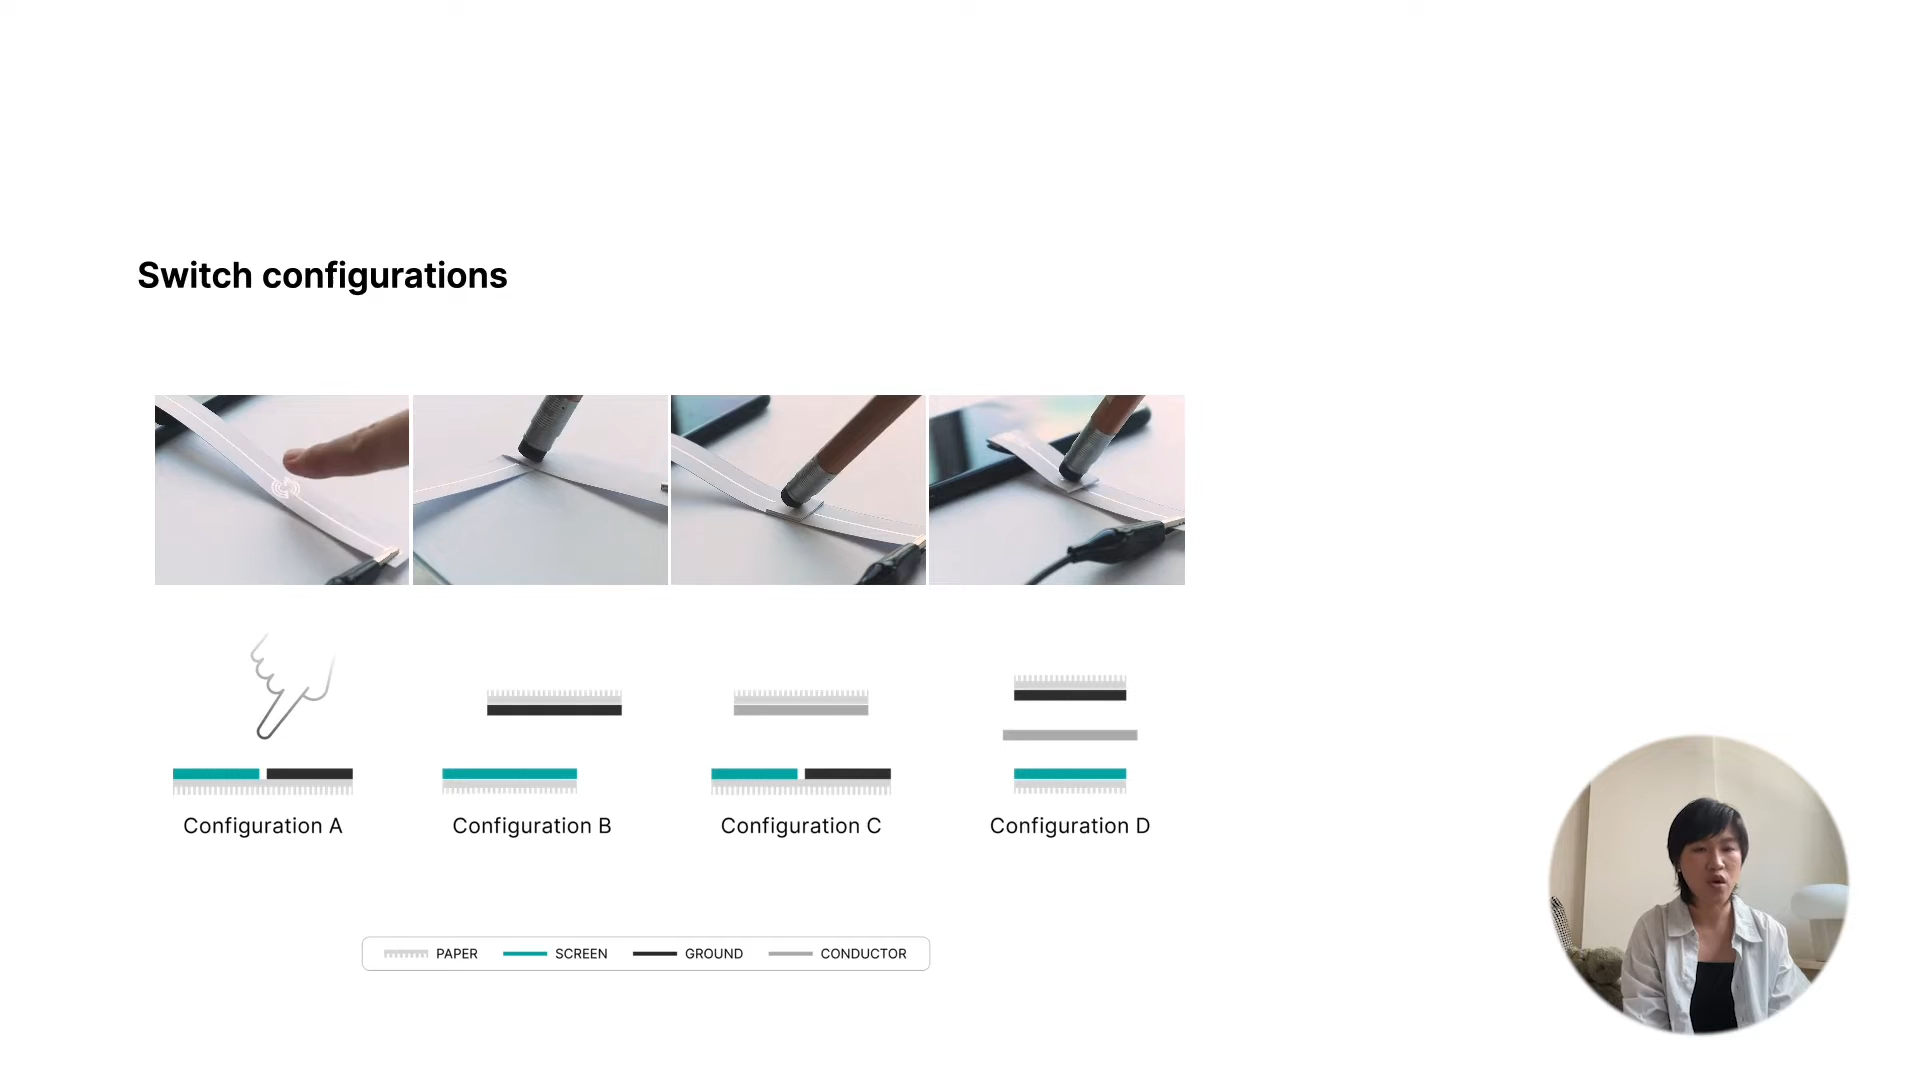 Switch configurations
Configuration A
Configuration B
Configuration C
Configuration D
PAPER
SCREEN
GROUND
CONDUCTOR